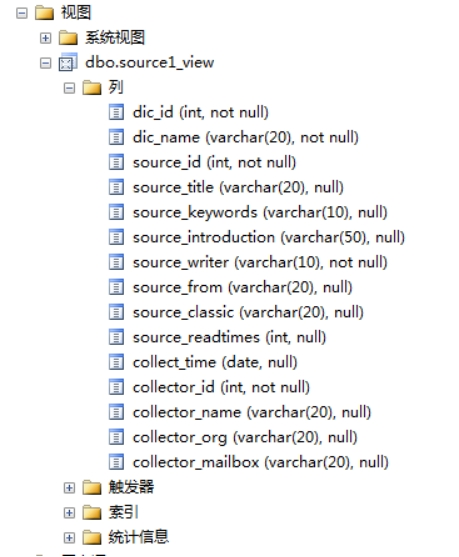 视图
系统视图
dbo.source1_view
列
dic_id (int, not null)
dic_name (varchar(20), not null)
source_id (int, not null)
source_title (varchar(20), null)
source_keywords (varchar(10), null)
source_introduction (varchar(50), null)
source_writer (varchar(10), not null)
source_from (varchar(20), null)
source_classic (varchar(20), null)
source_readtimes (int, null)
collect_time (date, null)
collector_id (int, not null)
collector_name (varchar(20), null)
collector_org (varchar(20), null)
collector_mailbox (varchar(20), null)
触发器
索引
统计信息